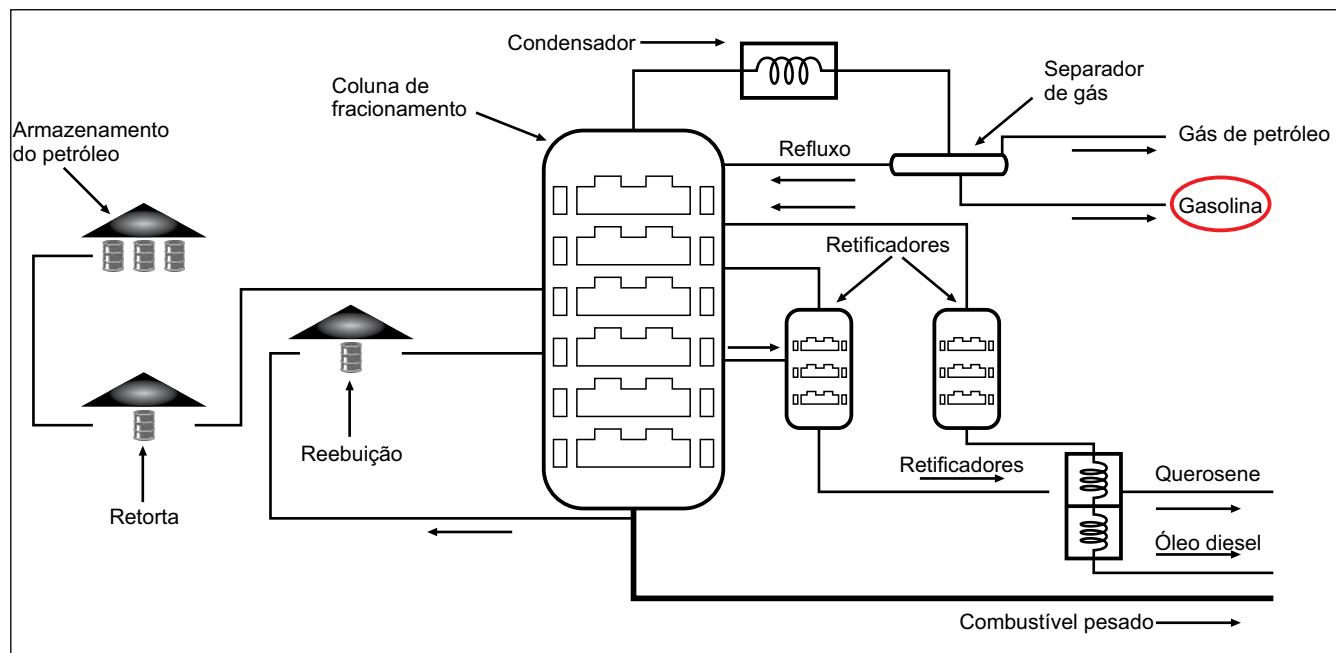 Condensador
Coluna de
fracionamento
Separador
de gás
Armazenamento
do petróleo
Refluxo
Gás de petróleo
Gasolina
Retificadores
Reebuição
Retorta
Retificadores
Querosene
Óleo diesel
Combustível pesado